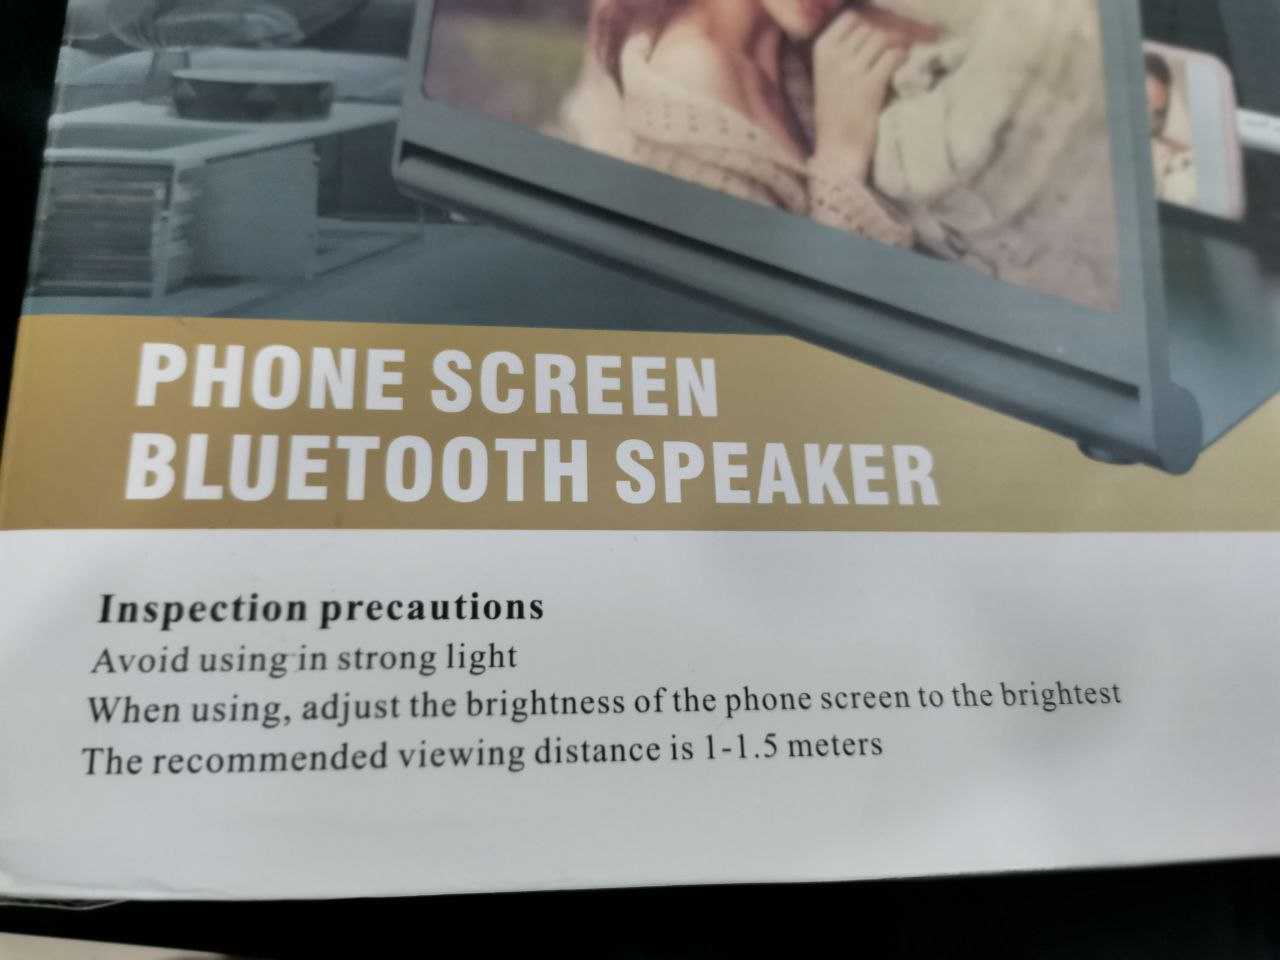 PHONE SCREEN
BLUETOOTH SPEAKER
Inspection precautions
Avoid using in strong light
When using, adjust the brightness of the phone screen to the brightest
The recommended viewing distance is 1-1.5 meters